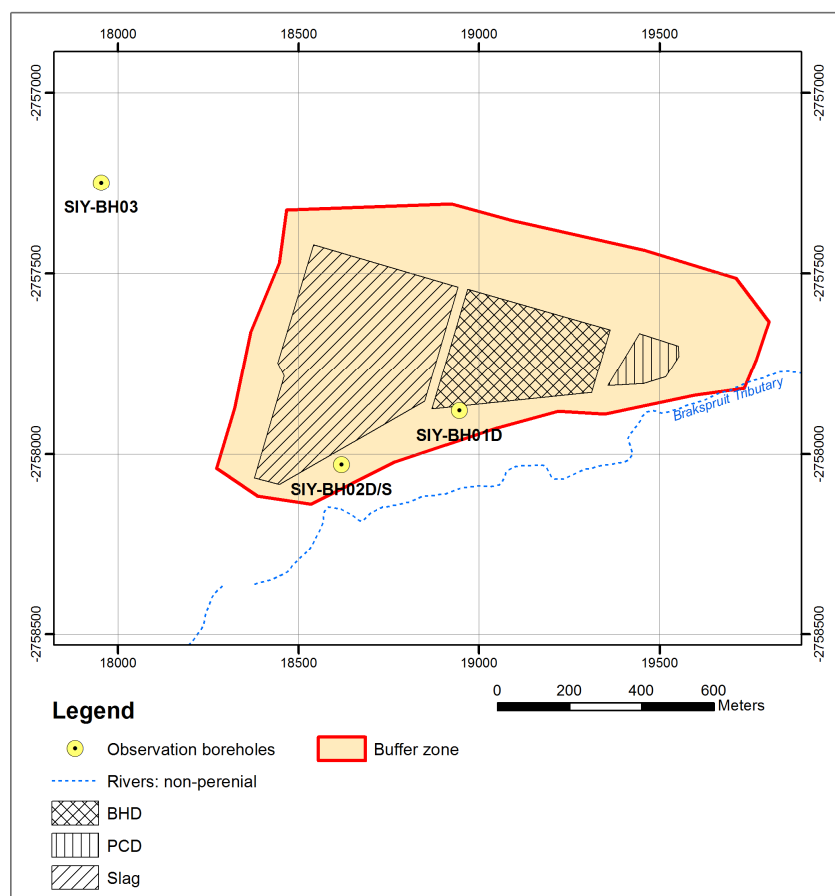 18000 18500 19000 19500
-2757000 -2757000
SIY-BH03
-2757500 -2757500
Brakspruit Tributary
SIY-BH01D
-2758000 -2758000
SIY-BH02D/S
-2758500 -2758500
18000 18500 19000 19500
0 200 400 600
Meters
Legend
Observation boreholes
Buffer zone
Rivers: non-perenial
BHD
PCD
Slag